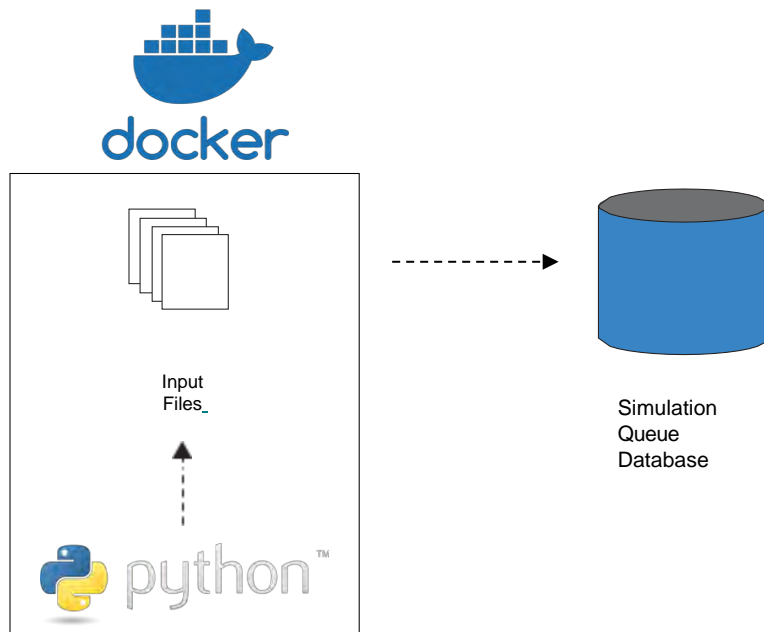 docker
Input
Files
Simulation
Queue
Database
python™